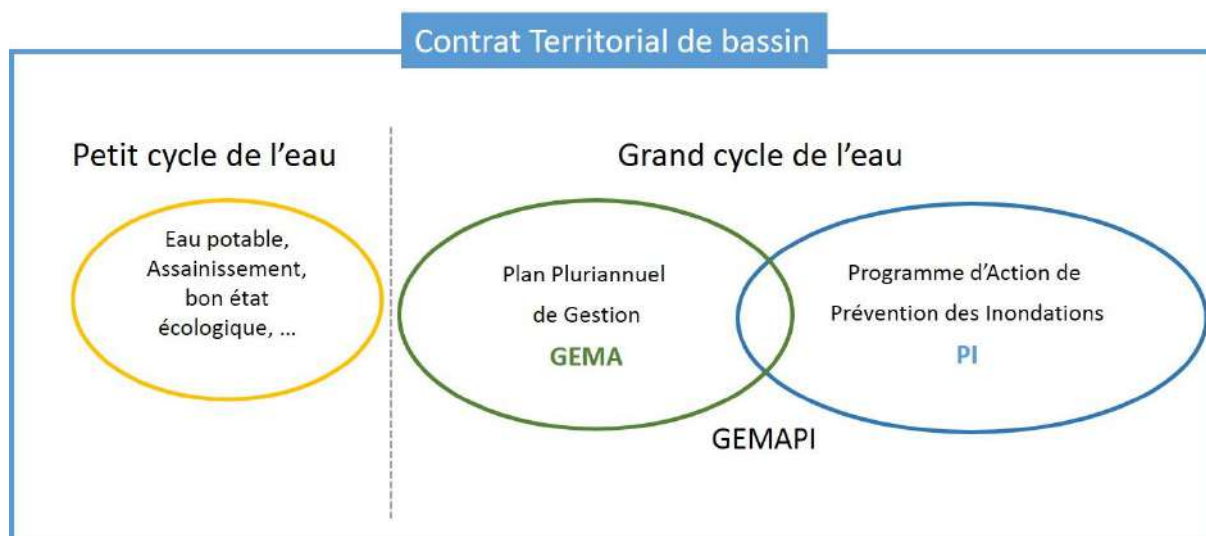 Contrat Territorial de bassin
Petit cycle de l'eau
Grand cycle de l'eau
Eau potable,
Assainissement,
bon état
écologique, ...
Plan Pluriannuel
de Gestion
GEMA
Programme d'Action de
Prévention des Inondations
PI
GEMAPI